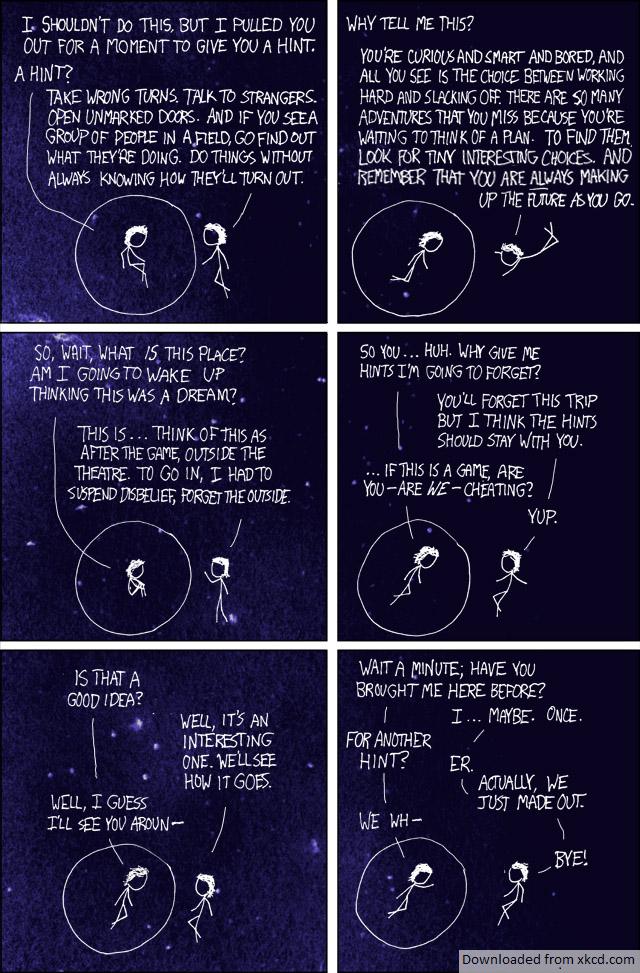 I SHOULDN'T DO THIS, BUT I PULLED YOU
OUT FOR A MOMENT TO GIVE YOU A HINT.
A HINT?
TAKE WRONG TURNS. TALK TO STRANGERS.
OPEN UNMARKED DOORS. AND IF YOU SEE A
GROUP OF PEOPLE IN A FIELD, GO FIND OUT
WHAT THEY'RE DOING. DO THINGS WITHOUT
ALWAYS KNOWING HOW THEY'LL TURN OUT.
WHY TELL ME THIS?
YOU'RE CURIOUS AND SMART AND BORED, AND
ALL YOU SEE IS THE CHOICE BETWEEN WORKING
HARD AND SLACKING OFF. THERE ARE SO MANY
ADVENTURES THAT YOU MISS BECAUSE YOU'RE
WAITING TO THINK OF A PLAN. TO FIND THEM,
LOOK FOR TINY INTERESTING CHOICES. AND
REMEMBER THAT YOU ARE ALWAYS MAKING
UP THE FUTURE AS YOU GO.
SO, WAIT, WHAT IS THIS PLACE?
AM I GOING TO WAKE UP
THINKING THIS WAS A DREAM?
THIS IS... THINK OF THIS AS
AFTER THE GAME, OUTSIDE THE
THEATRE. TO GO IN, I HAD TO
SUSPEND DISBELIEF, FORGET THE OUTSIDE.
SO YOU... HUH. WHY GIVE ME
HINTS I'M GOING TO FORGET?
YOU'LL FORGET THIS TRIP
BUT I THINK THE HINTS
SHOULD STAY WITH YOU.
...IF THIS IS A GAME, ARE
YOU—ARE WE—CHEATING?
YUP.
IS THAT A
GOOD IDEA?
WELL, IT'S AN
INTERESTING
ONE. WE'LL SEE
HOW IT GOES.
WELL, I GUESS
I'LL SEE YOU AROUN—
WAIT A MINUTE; HAVE YOU
BROUGHT ME HERE BEFORE?
I... MAYBE. ONCE.
FOR ANOTHER
HINT?
ER.
ACTUALLY, WE
JUST MADE OUT.
WE WH—
BYE!
Downloaded from xkcd.com